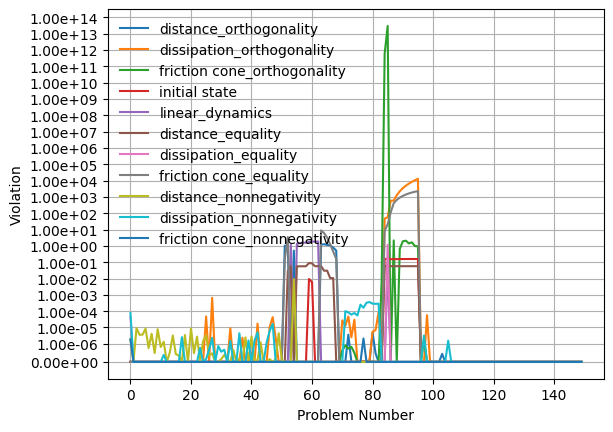 1.00e+14
1.00e+13
1.00e+12
1.00e+11
1.00e+10
1.00e+09
1.00e+08
1.00e+07
1.00e+06
1.00e+05
1.00e+04
1.00e+03
1.00e+02
1.00e+01
1.00e+00
1.00e-01
1.00e-02
1.00e-03
1.00e-04
1.00e-05
1.00e-06
0.00e+00
Violation
distance_orthogonality
dissipation_orthogonality
friction cone_orthogonality
initial state
linear_dynamics
distance_equality
dissipation_equality
friction cone_equality
distance_nonnegativity
dissipation_nonnegativity
friction cone_nonnegativity
0 20 40 60 80 100 120 140
Problem Number